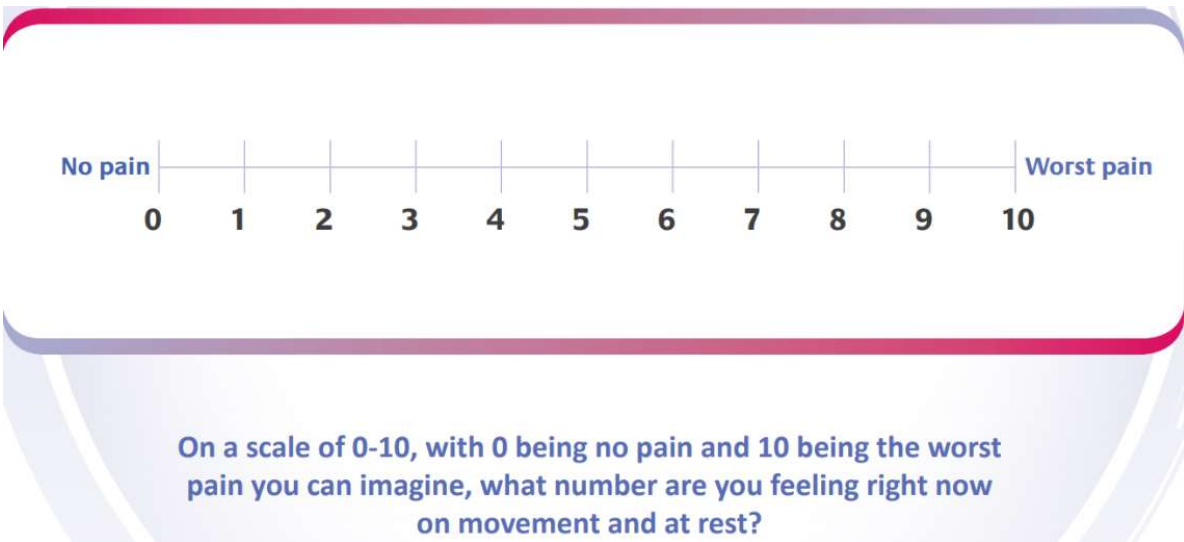 No pain Worst pain
0 1 2 3 4 5 6 7 8 9 10
On a scale of 0-10, with 0 being no pain and 10 being the worst
pain you can imagine, what number are you feeling right now
on movement and at rest?